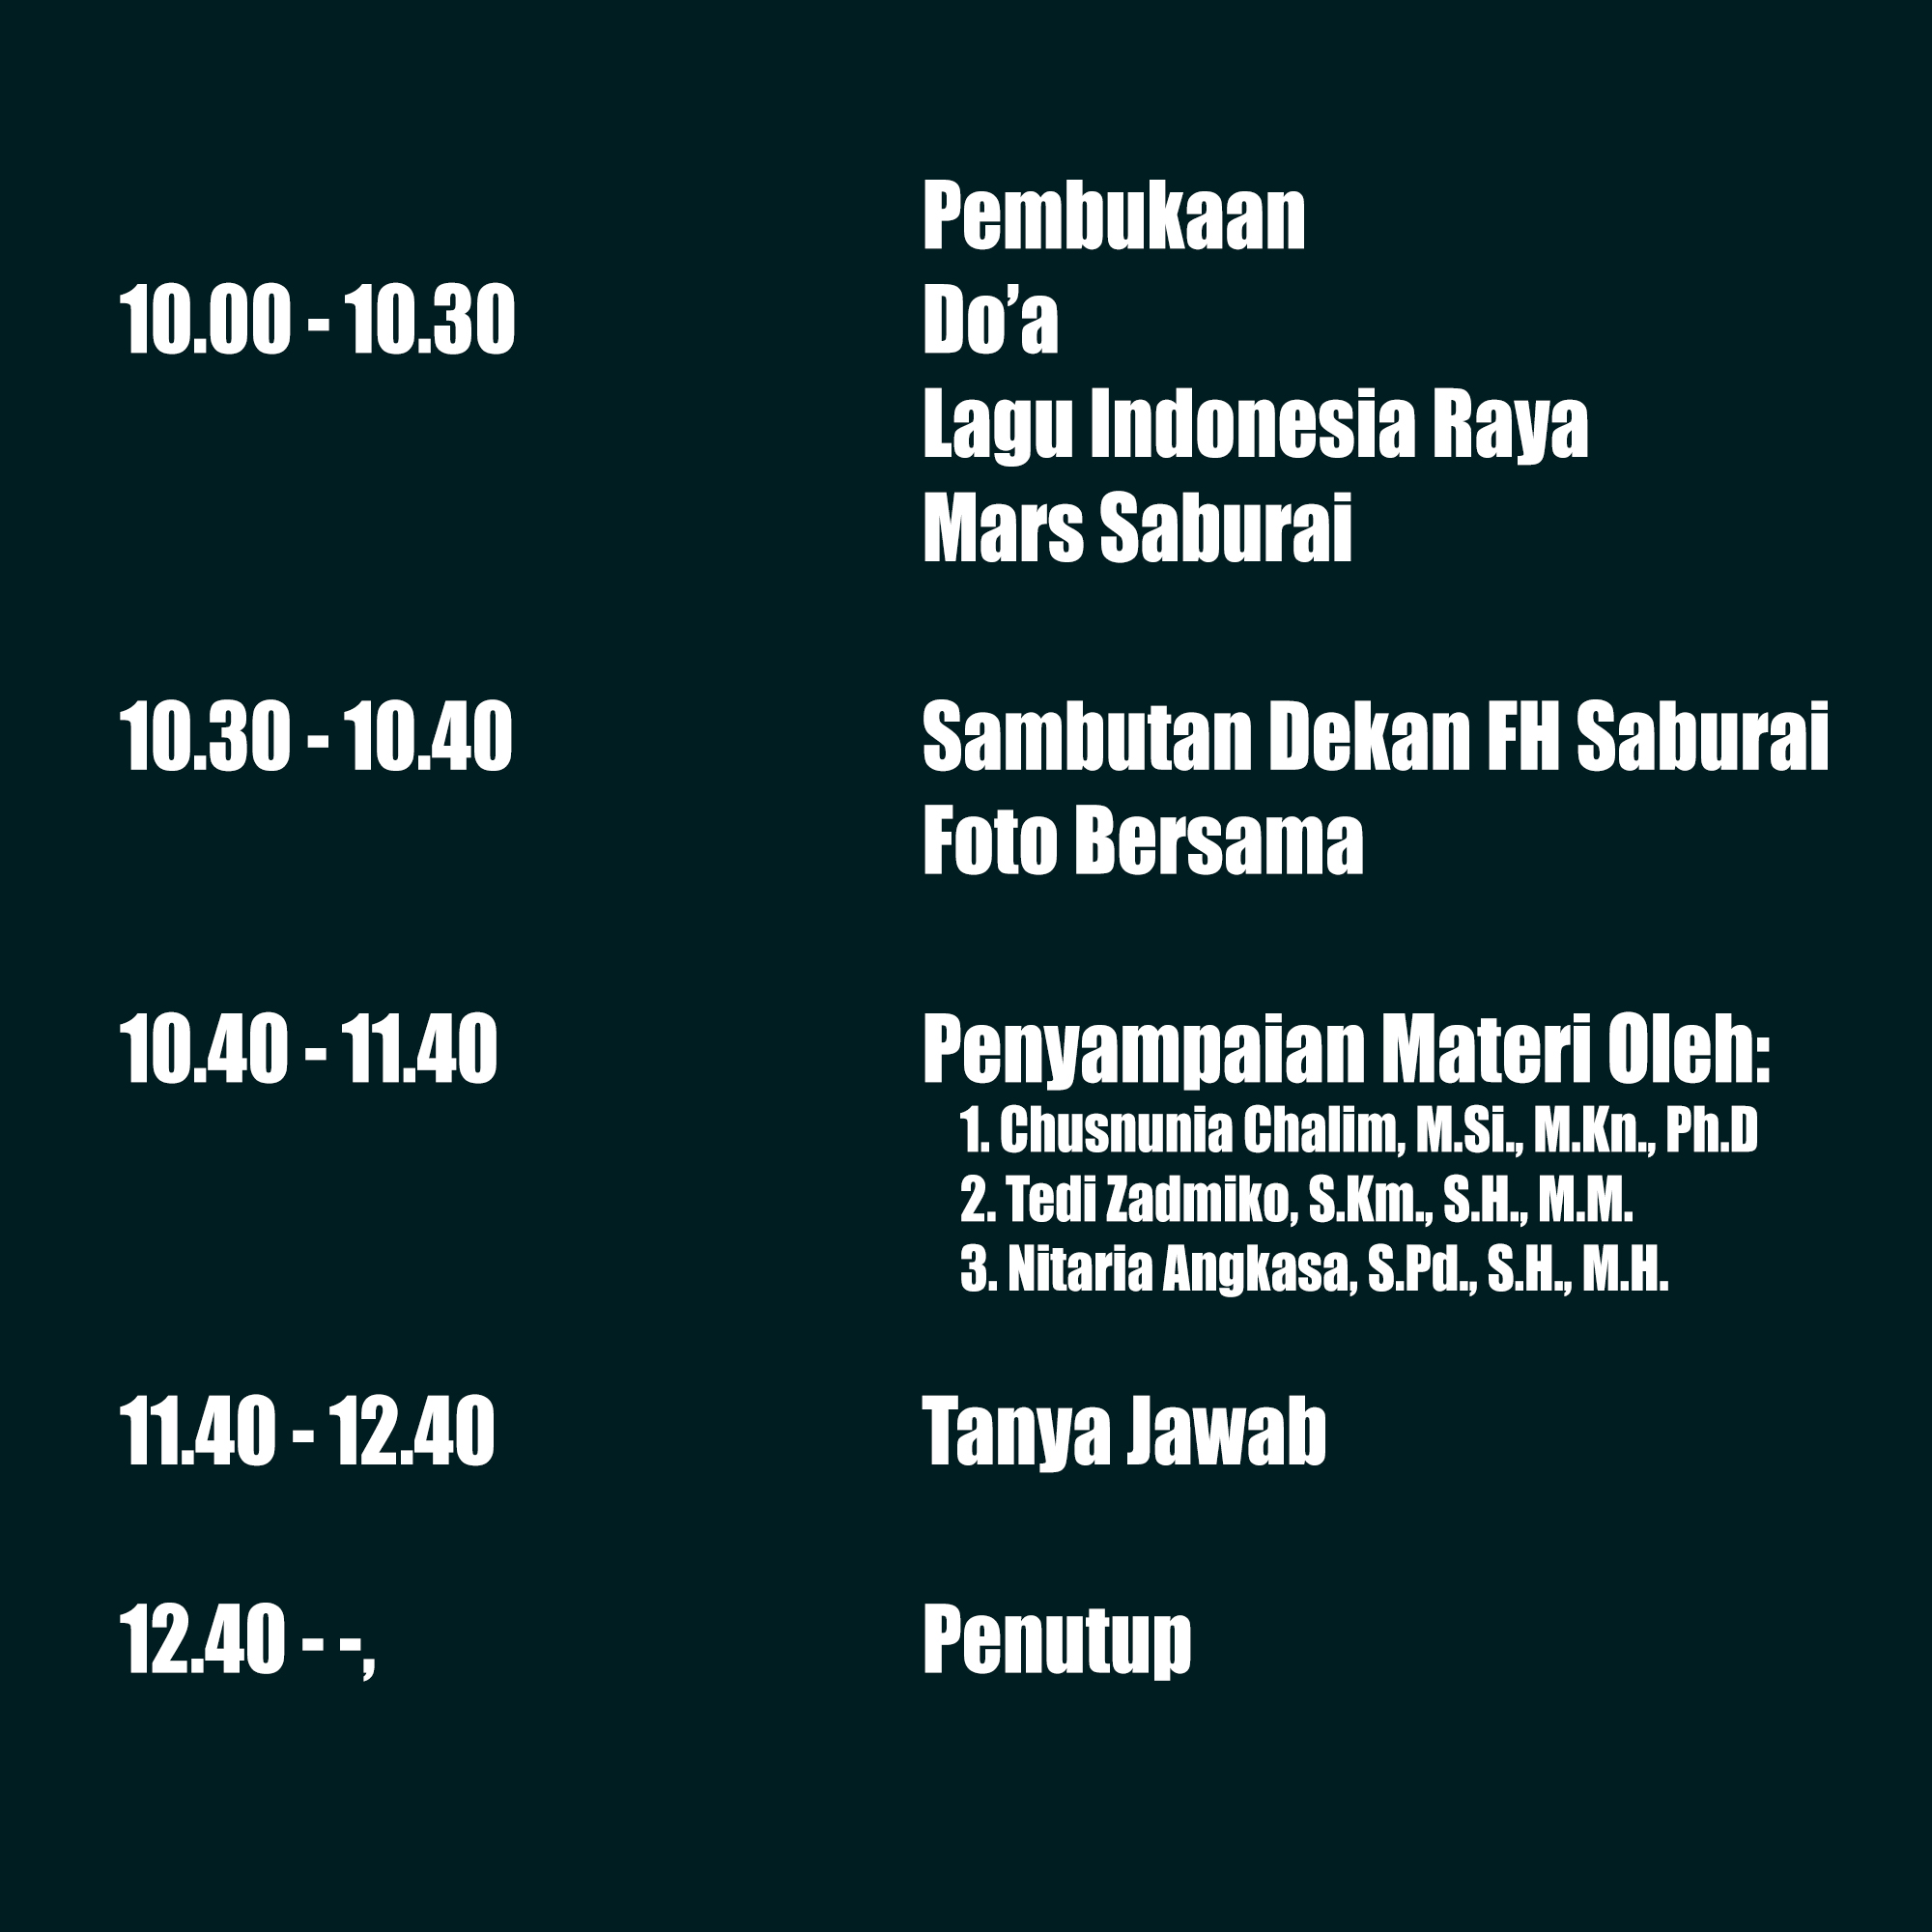 Pembukaan
10.00 - 10.30 Do’a
Lagu Indonesia Raya
Mars Saburai
10.30 - 10.40 Sambutan Dekan FH Saburai
Foto Bersama
10.40 - 11.40 Penyampaian Materi Oleh:
1. Chusnunia Chalim, M.Si., M.Kn., Ph.D
2. Tedi Zadmiko, S.Km., S.H., M.M.
3. Nitaria Angkasa, S.Pd., S.H., M.H.
11.40 - 12.40 Tanya Jawab
12.40 - -, Penutup